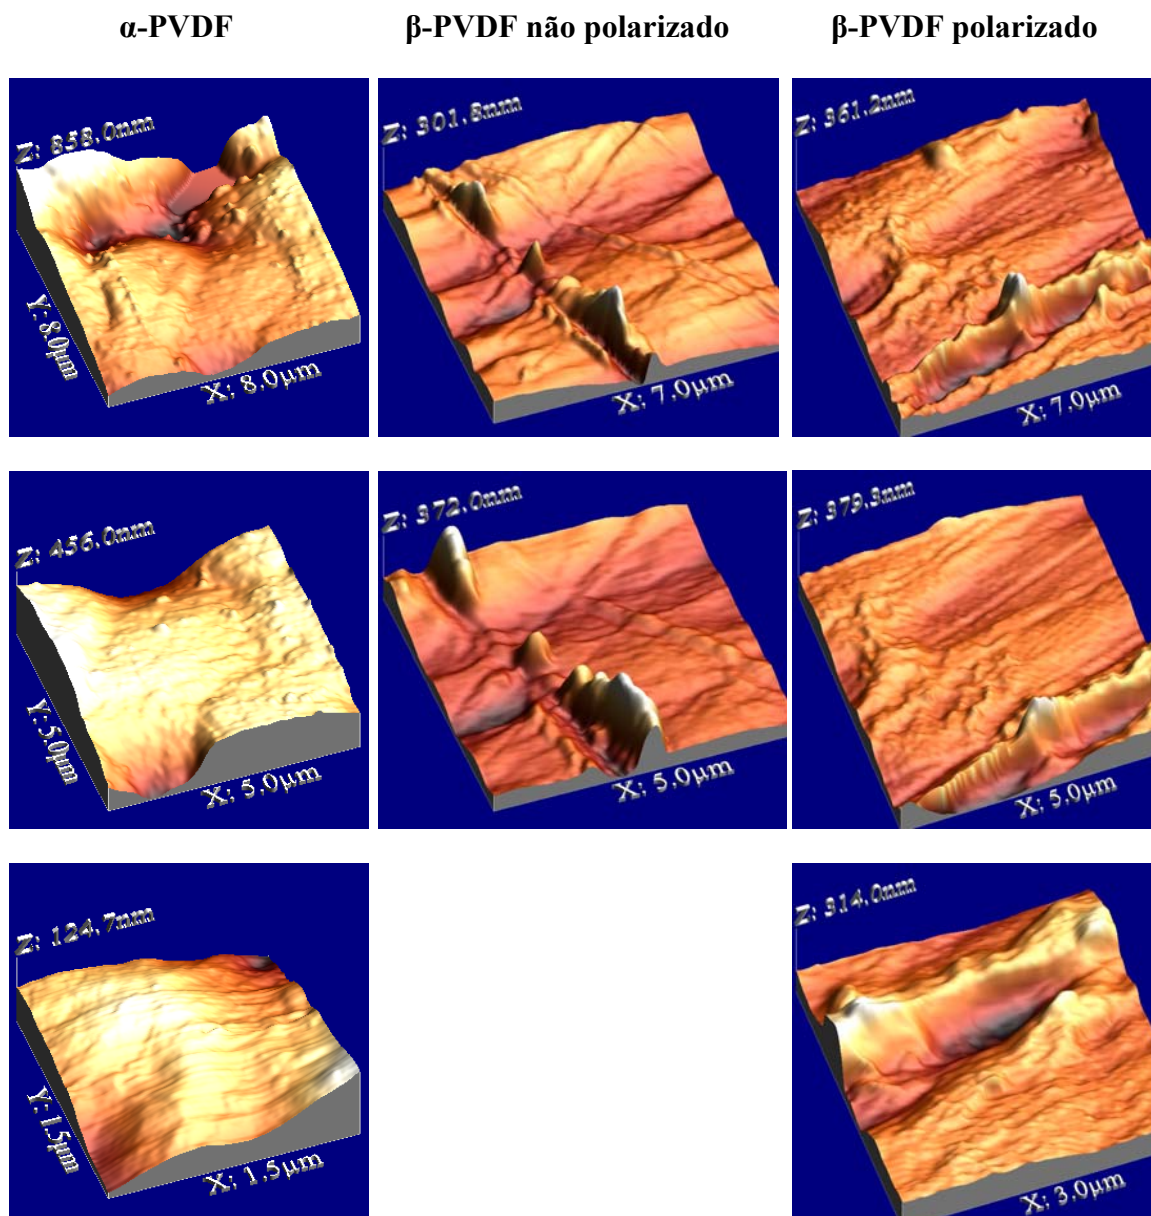 α-PVDF β-PVDF não polarizado β-PVDF polarizado
Z: 858.0nm
Y: 8.0μm
X: 8.0μm
Z: 301.8nm
X: 7.0μm
Z: 361.2nm
X: 7.0μm
Z: 456.0nm
Y: 5.0μm
X: 5.0μm
Z: 372.0nm
X: 5.0μm
Z: 379.3nm
X: 5.0μm
Z: 124.7nm
Y: 1.5μm
X: 1.5μm
Z: 314.0nm
X: 3.0μm